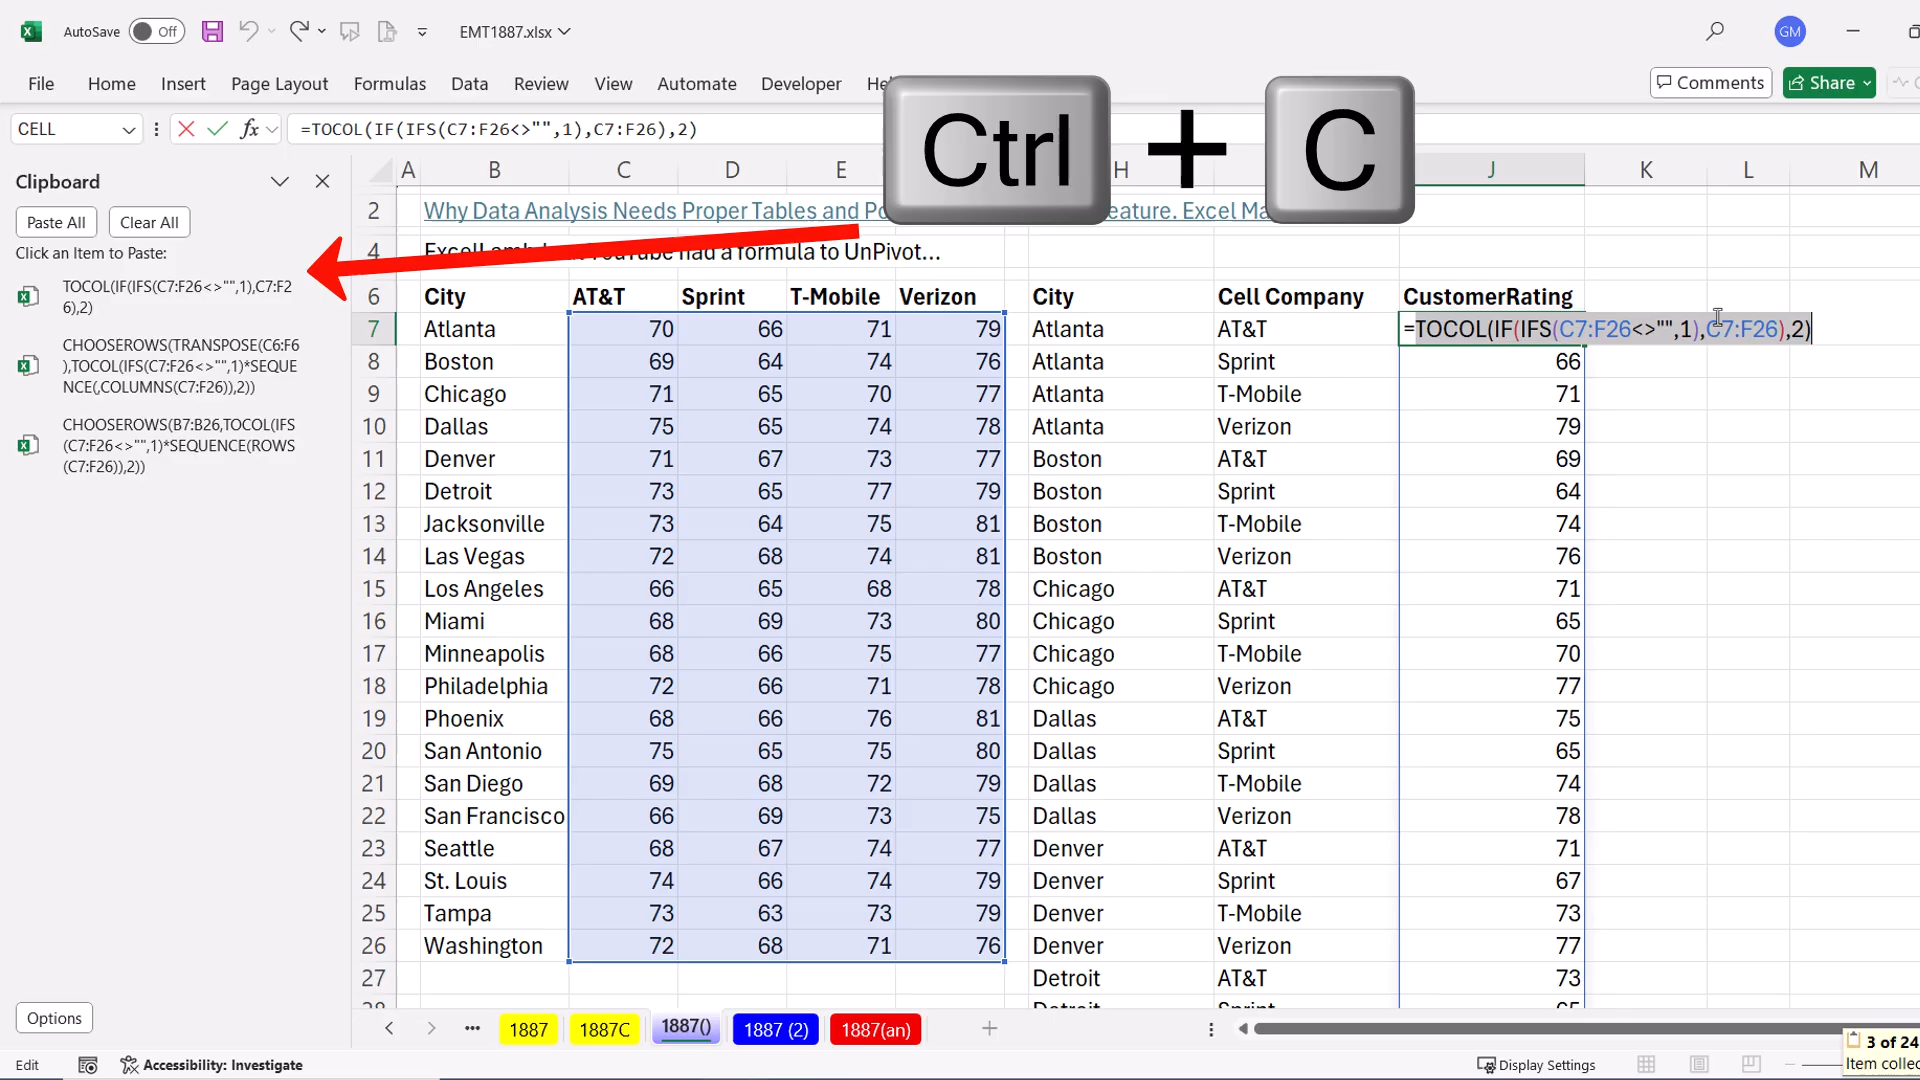 AutoSave Off EMT1887.xlsx GM
File Home Insert Page Layout Formulas Data Review View Automate Developer Comments Share
Ctrl + C
CELL fx =TOCOL(IF(IFS(C7:F26<>"",1),C7:F26),2)
Clipboard
Paste All Clear All
Click an Item to Paste:
TOCOL(IF(IFS(C7:F26<>"",1),C7:F2
6),2)
CHOOSEROWS(TRANSPOSE(C6:F6
),TOCOL(IFS(C7:F26<>"",1)*SEQUE
NCE(,COLUMNS(C7:F26)),2))
CHOOSEROWS(B7:B26,TOCOL(IFS
(C7:F26<>"",1)*SEQUENCE(ROWS
(C7:F26)),2))
Options
A B C D E H J K L M
2 Why Data Analysis Needs Proper Tables and eature. Excel Ma
4 had a formula to UnPivot...
6 City AT&T Sprint T-Mobile Verizon City Cell Company CustomerRating
7 Atlanta 70 66 71 79 Atlanta AT&T =TOCOL(IF(IFS(C7:F26<>"",1),C7:F26),2)
8 Boston 69 64 74 76 Atlanta Sprint 66
9 Chicago 71 65 70 77 Atlanta T-Mobile 71
10 Dallas 75 65 74 78 Atlanta Verizon 79
11 Denver 71 67 73 77 Boston AT&T 69
12 Detroit 73 65 77 79 Boston Sprint 64
13 Jacksonville 73 64 75 81 Boston T-Mobile 74
14 Las Vegas 72 68 74 81 Boston Verizon 76
15 Los Angeles 66 65 68 78 Chicago AT&T 71
16 Miami 68 69 73 80 Chicago Sprint 65
17 Minneapolis 68 66 75 77 Chicago T-Mobile 70
18 Philadelphia 72 66 71 78 Chicago Verizon 77
19 Phoenix 68 66 76 81 Dallas AT&T 75
20 San Antonio 75 65 75 80 Dallas Sprint 65
21 San Diego 69 68 72 79 Dallas T-Mobile 74
22 San Francisco 66 69 73 75 Dallas Verizon 78
23 Seattle 68 67 74 77 Denver AT&T 71
24 St. Louis 74 66 74 79 Denver Sprint 67
25 Tampa 73 63 73 79 Denver T-Mobile 73
26 Washington 72 68 71 76 Denver Verizon 77
27 Detroit AT&T 73
1887 1887C 1887() 1887 (2) 1887(an)
3 of 24
Item collec
Edit Accessibility: Investigate Display Settings